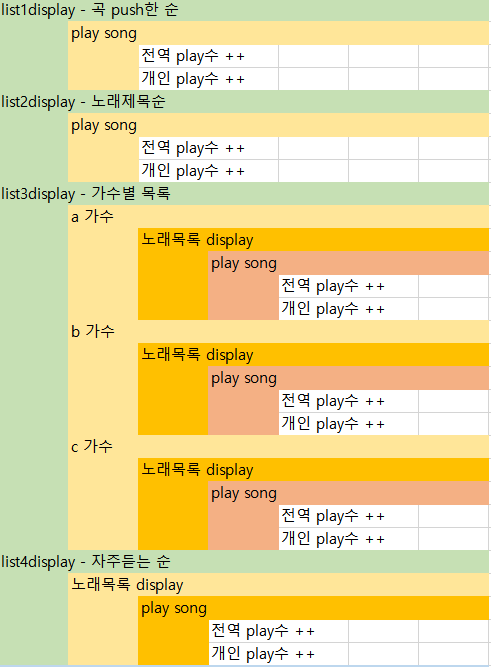 list1display - 곡 push한 순
play song
전역 play수 ++
개인 play수 ++
list2display - 노래제목순
play song
전역 play수 ++
개인 play수 ++
list3display - 가수별 목록
a 가수
노래목록 display
play song
전역 play수 ++
개인 play수 ++
b 가수
노래목록 display
play song
전역 play수 ++
개인 play수 ++
c 가수
노래목록 display
play song
전역 play수 ++
개인 play수 ++
list4display - 자주듣는 순
노래목록 display
play song
전역 play수 ++
개인 play수 ++